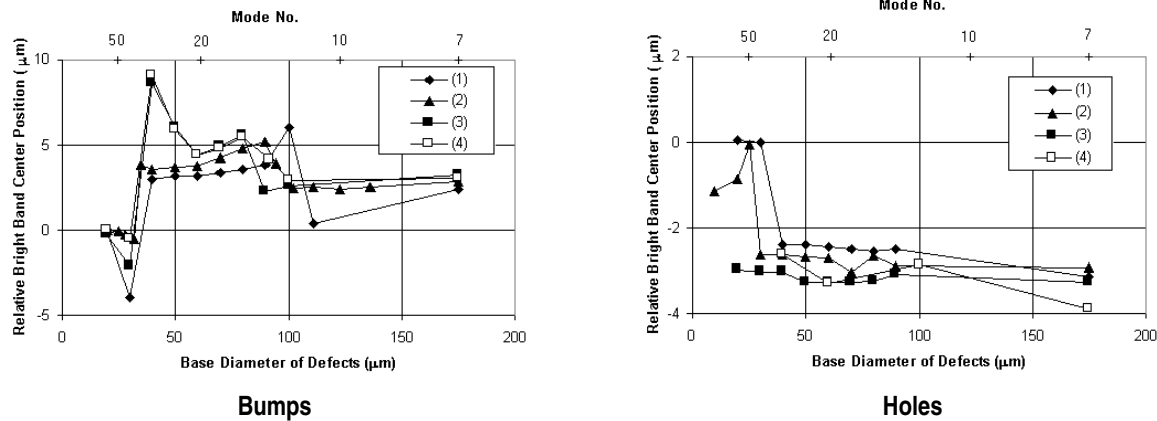 Mode No.
50 20 10 7
Relative Bright Band Center Position ( μm)
10
5
0
-5
(1)
(2)
(3)
(4)
0 50 100 150 200
Base Diameter of Defects (μm)
Bumps
Mode No.
50 20 10 7
Relative Bright Band Center Position ( μm)
2
0
-2
-4
(1)
(2)
(3)
(4)
0 50 100 150 200
Base Diameter of Defects (μm)
Holes